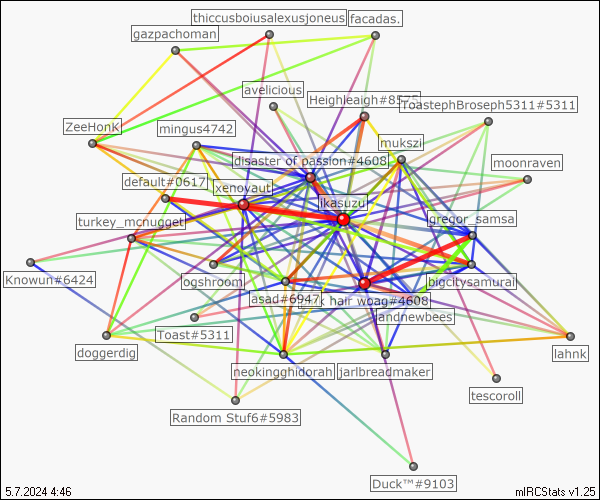 thiccusboiusalexusjoneus
facadas.
gazpachoman
avelicious
Heighleaigh#8575
ToastephBroseph5311#5311
ZeeHonK
mingus4742
mukszi
disaster of passion#4608
moonraven
default#0617
xenovaut
ikasuzu
turkey_mcnugget
gregor_samsa
Knowun#6424
ogshroom
bigcitysamurai
asad#6947
hair woag#4608
endnewbees
Toast#5311
doggerdig
lahnk
neokingghidorah
jarlbreadmaker
tescoroll
Random Stuf6#5983
Duck™#9103
5.7.2024 4:46
mIRCStats v1.25